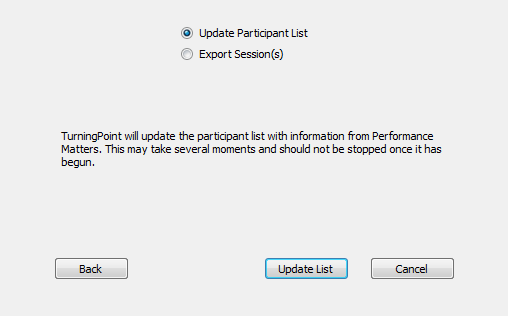 Update Participant List
Export Session(s)
TurningPoint will update the participant list with information from Performance
Matters. This may take several moments and should not be stopped once it has
begun.
Back
Update List
Cancel